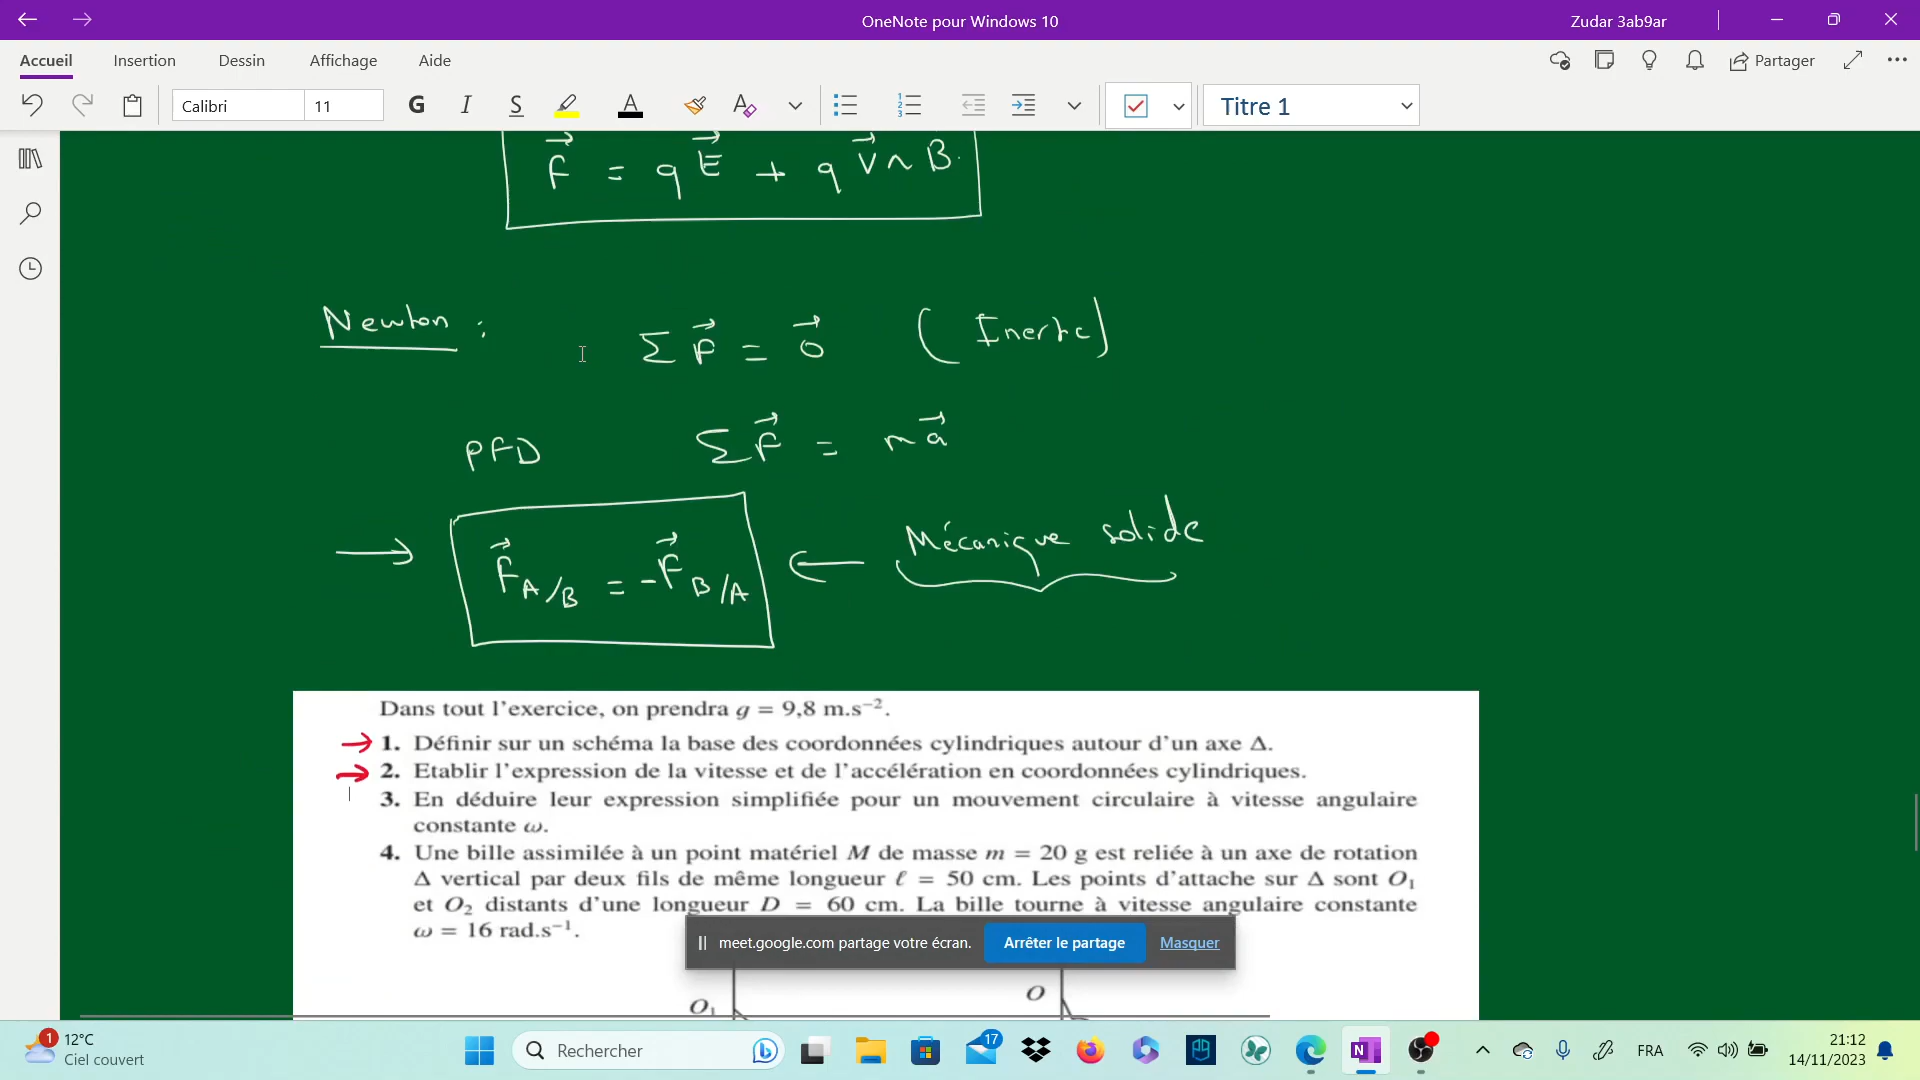 OneNote pour Windows 10
Zudar 3ab9ar
Accueil Insertion Dessin Affichage Aide
Partager
Calibri 11 G I S A A Titre 1
F = q E + q V ∧ B.
Newton : Σ F = 0 (Inertie)
PFD Σ F = m a
→ F A/B = - F B/A ← Mécanique solide
Dans tout l'exercice, on prendra g = 9,8 m.s⁻².
→ 1. Définir sur un schéma la base des coordonnées cylindriques autour d'un axe Δ.
→ 2. Etablir l'expression de la vitesse et de l'accélération en coordonnées cylindriques.
3. En déduire leur expression simplifiée pour un mouvement circulaire à vitesse angulaire
constante ω.
4. Une bille assimilée à un point matériel M de masse m = 20 g est reliée à un axe de rotation
Δ vertical par deux fils de même longueur ℓ = 50 cm. Les points d'attache sur Δ sont O₁
et O₂ distants d'une longueur D = 60 cm. La bille tourne à vitesse angulaire constante
ω = 16 rad.s⁻¹.
meet.google.com partage votre écran. Arrêter le partage Masquer
O₁ O
1 12°C
Ciel couvert
Rechercher
17
FRA
21:12
14/11/2023